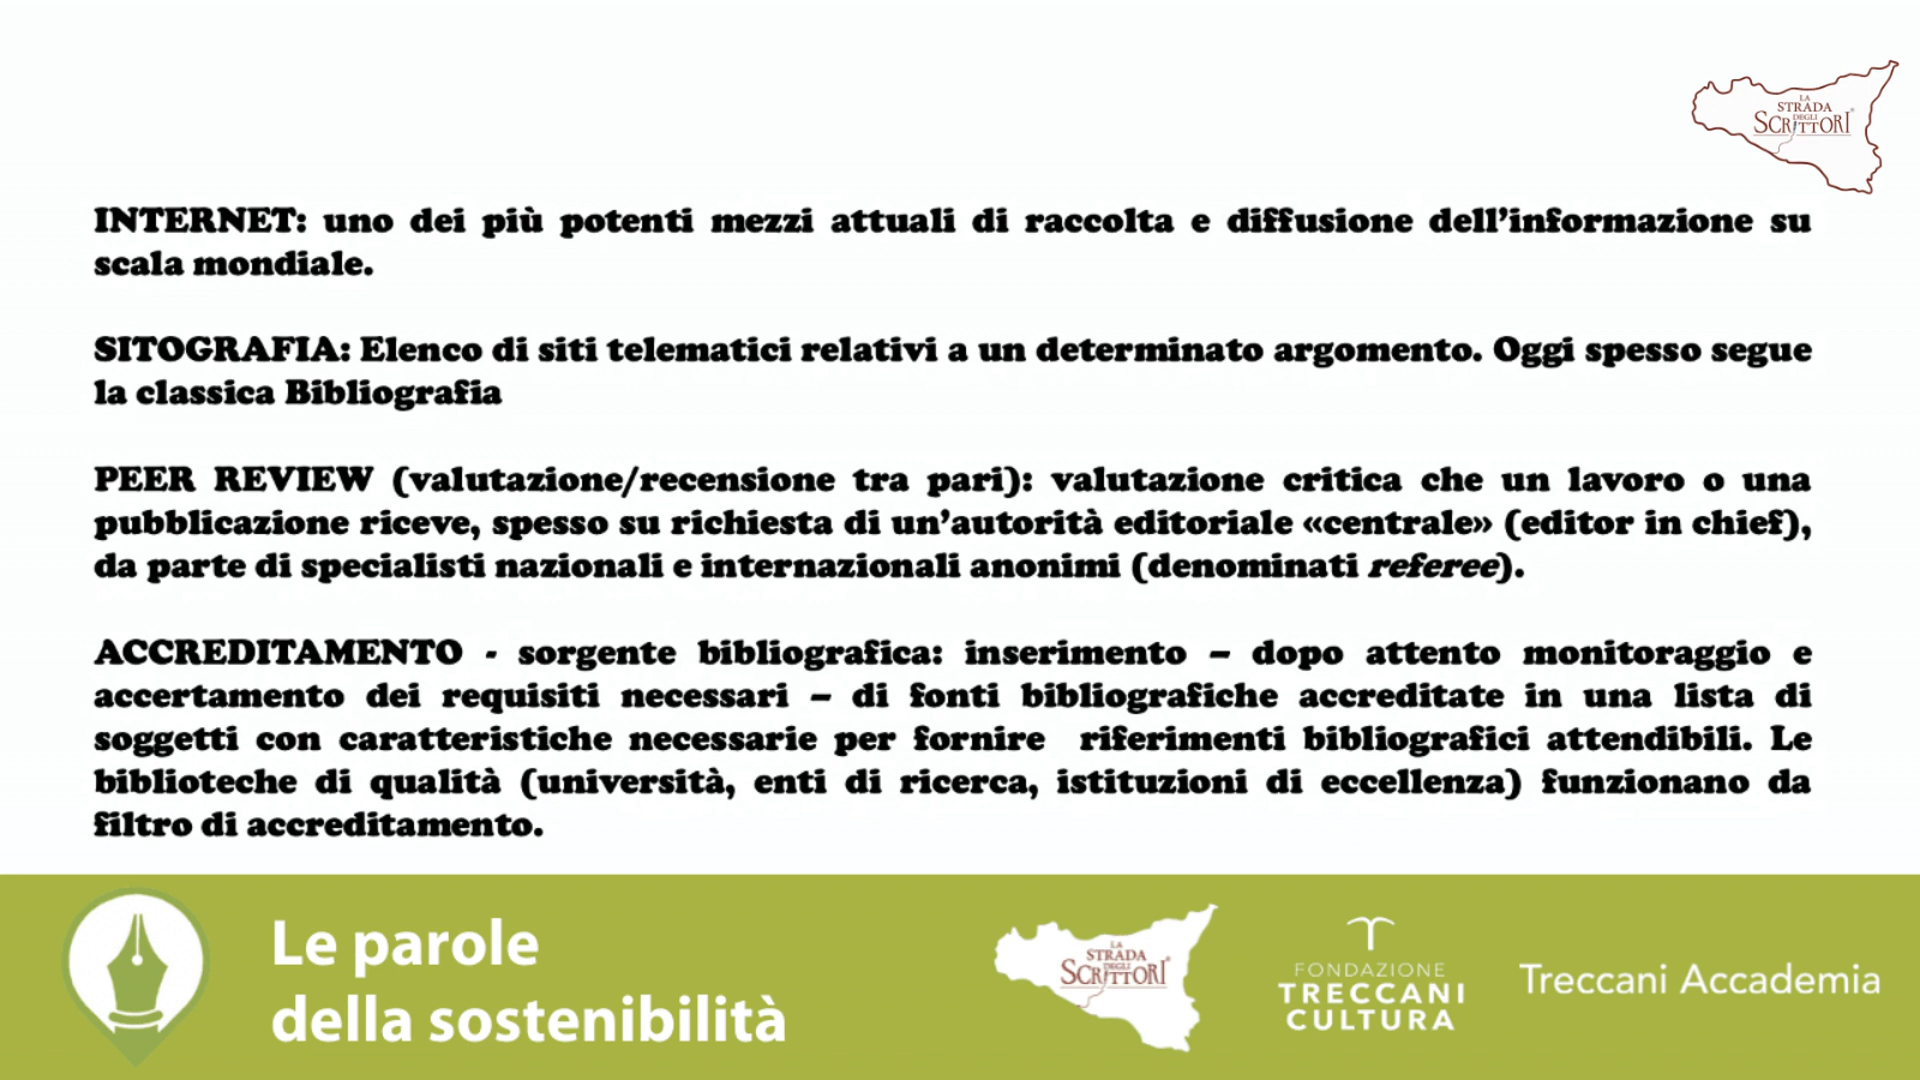 LA
STRADA
DEGLI
SCRITTORI®
INTERNET: uno dei più potenti mezzi attuali di raccolta e diffusione dell’informazione su
scala mondiale.
SITOGRAFIA: Elenco di siti telematici relativi a un determinato argomento. Oggi spesso segue
la classica Bibliografia
PEER REVIEW (valutazione/recensione tra pari): valutazione critica che un lavoro o una
pubblicazione riceve, spesso su richiesta di un’autorità editoriale «centrale» (editor in chief),
da parte di specialisti nazionali e internazionali anonimi (denominati referee).
ACCREDITAMENTO - sorgente bibliografica: inserimento – dopo attento monitoraggio e
accertamento dei requisiti necessari – di fonti bibliografiche accreditate in una lista di
soggetti con caratteristiche necessarie per fornire riferimenti bibliografici attendibili. Le
biblioteche di qualità (università, enti di ricerca, istituzioni di eccellenza) funzionano da
filtro di accreditamento.
Le parole
della sostenibilità
LA
STRADA
DEGLI
SCRITTORI®
FONDAZIONE
TRECCANI
CULTURA
Treccani Accademia